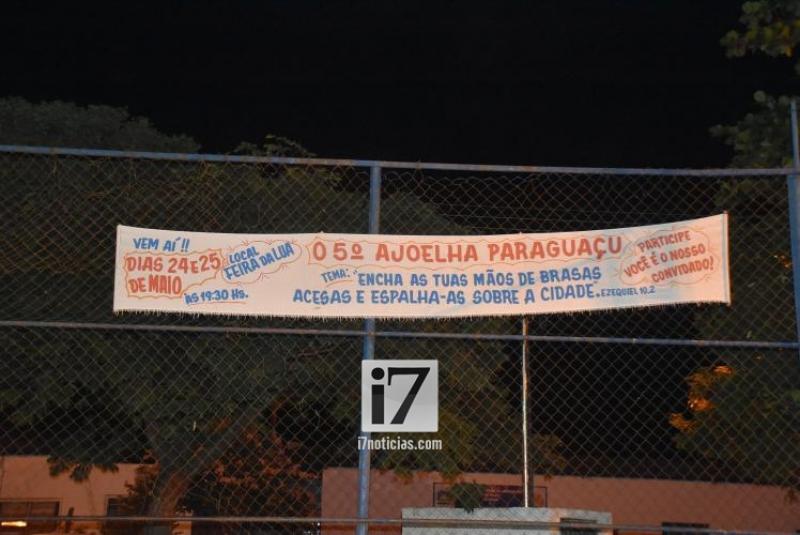 VEM AÍ!!
DIAS 24 E 25
DE MAIO
ÀS 19:30 HS.
LOCAL
FEIRA DA LUA
O 5º AJOELHA PARAGUAÇU
TEMA: "ENCHA AS TUAS MÃOS DE BRASAS
ACESAS E ESPALHA-AS SOBRE A CIDADE." EZEQUIEL 10,2
PARTICIPE
VOCÊ É O NOSSO
CONVIDADO!
i7
i7noticias.com